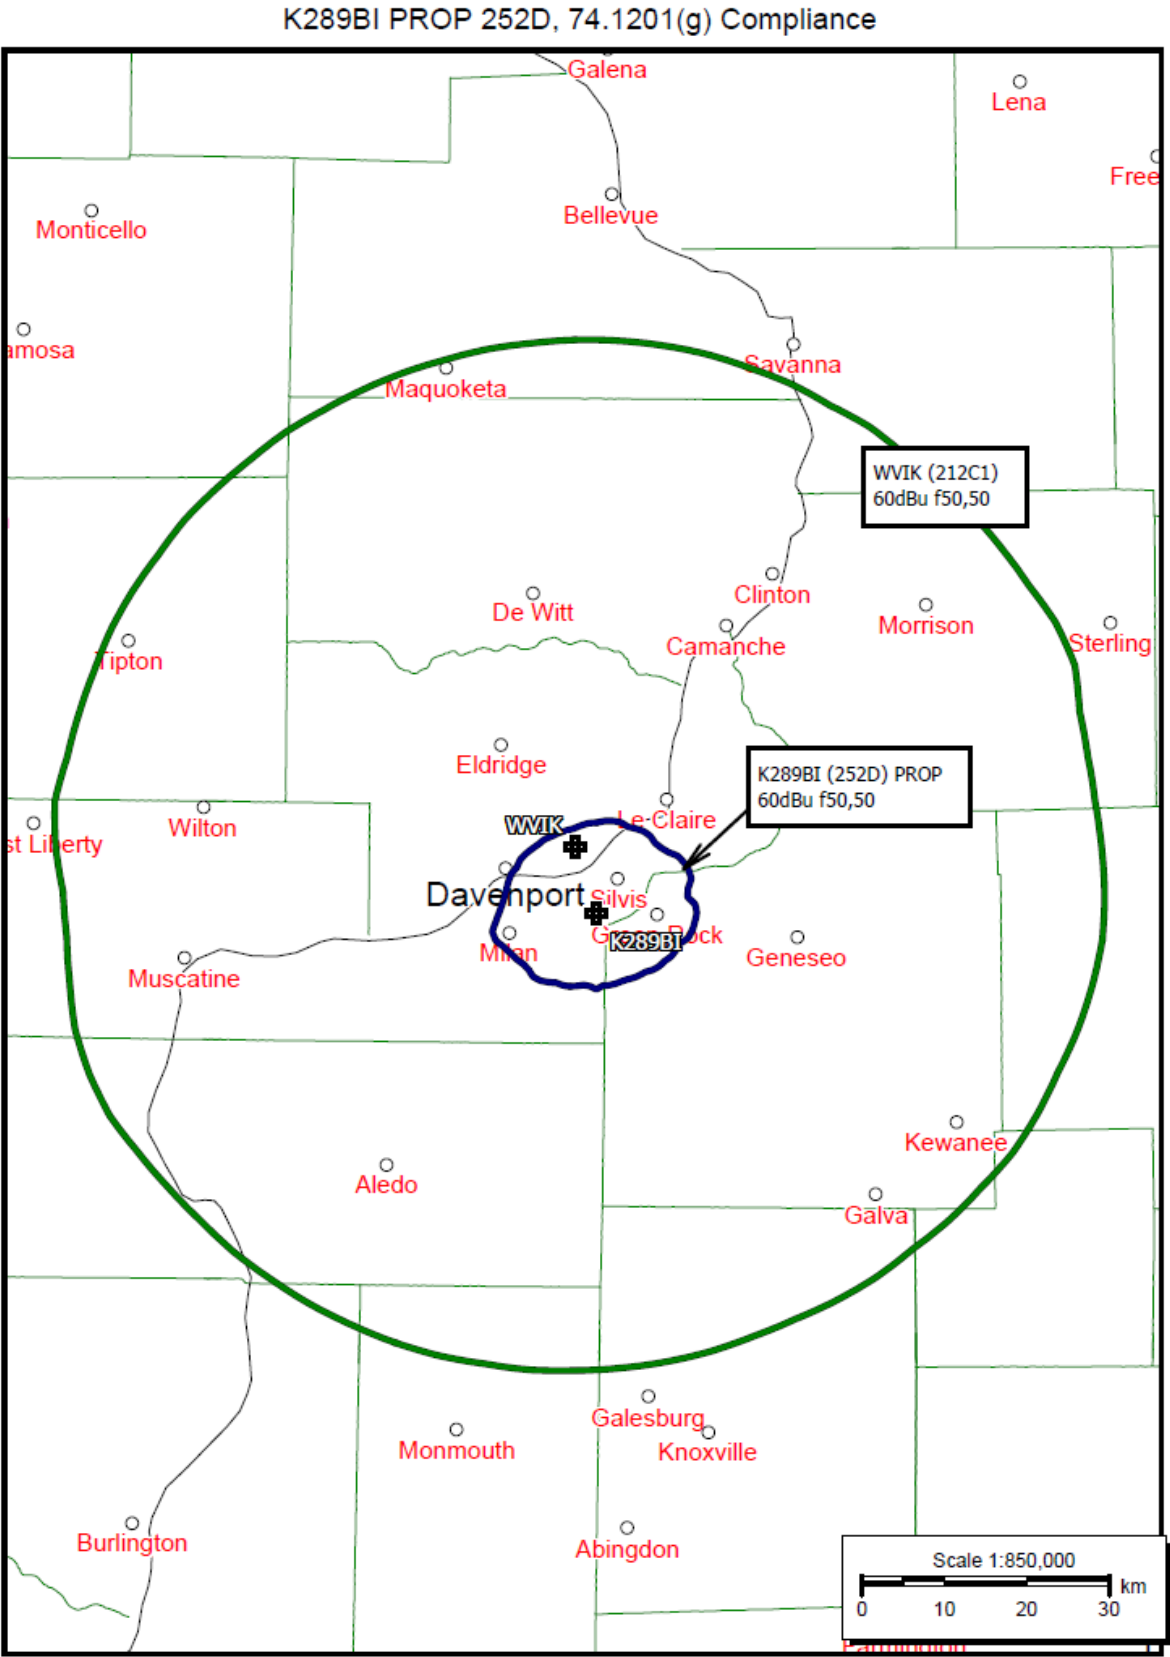 K289BI PROP 252D, 74.1201(g) Compliance
Galena
Lena
Free
Bellevue
Monticello
amosa
Savanna
Maquoketa
WVIK (212C1)
60dBu f50,50
Clinton
De Witt
Morrison
Camanche
Sterling
Tipton
Eldridge
K289BI (252D) PROP
60dBu f50,50
Le Claire
WVIK
Wilton
st Liberty
Davenport
Silvis
Green Rock
K289BI
Milan
Geneseo
Muscatine
Kewanee
Aledo
Galva
Galesburg
Monmouth
Knoxville
Burlington
Abingdon
Scale 1:850,000
km
0 10 20 30
Farmington